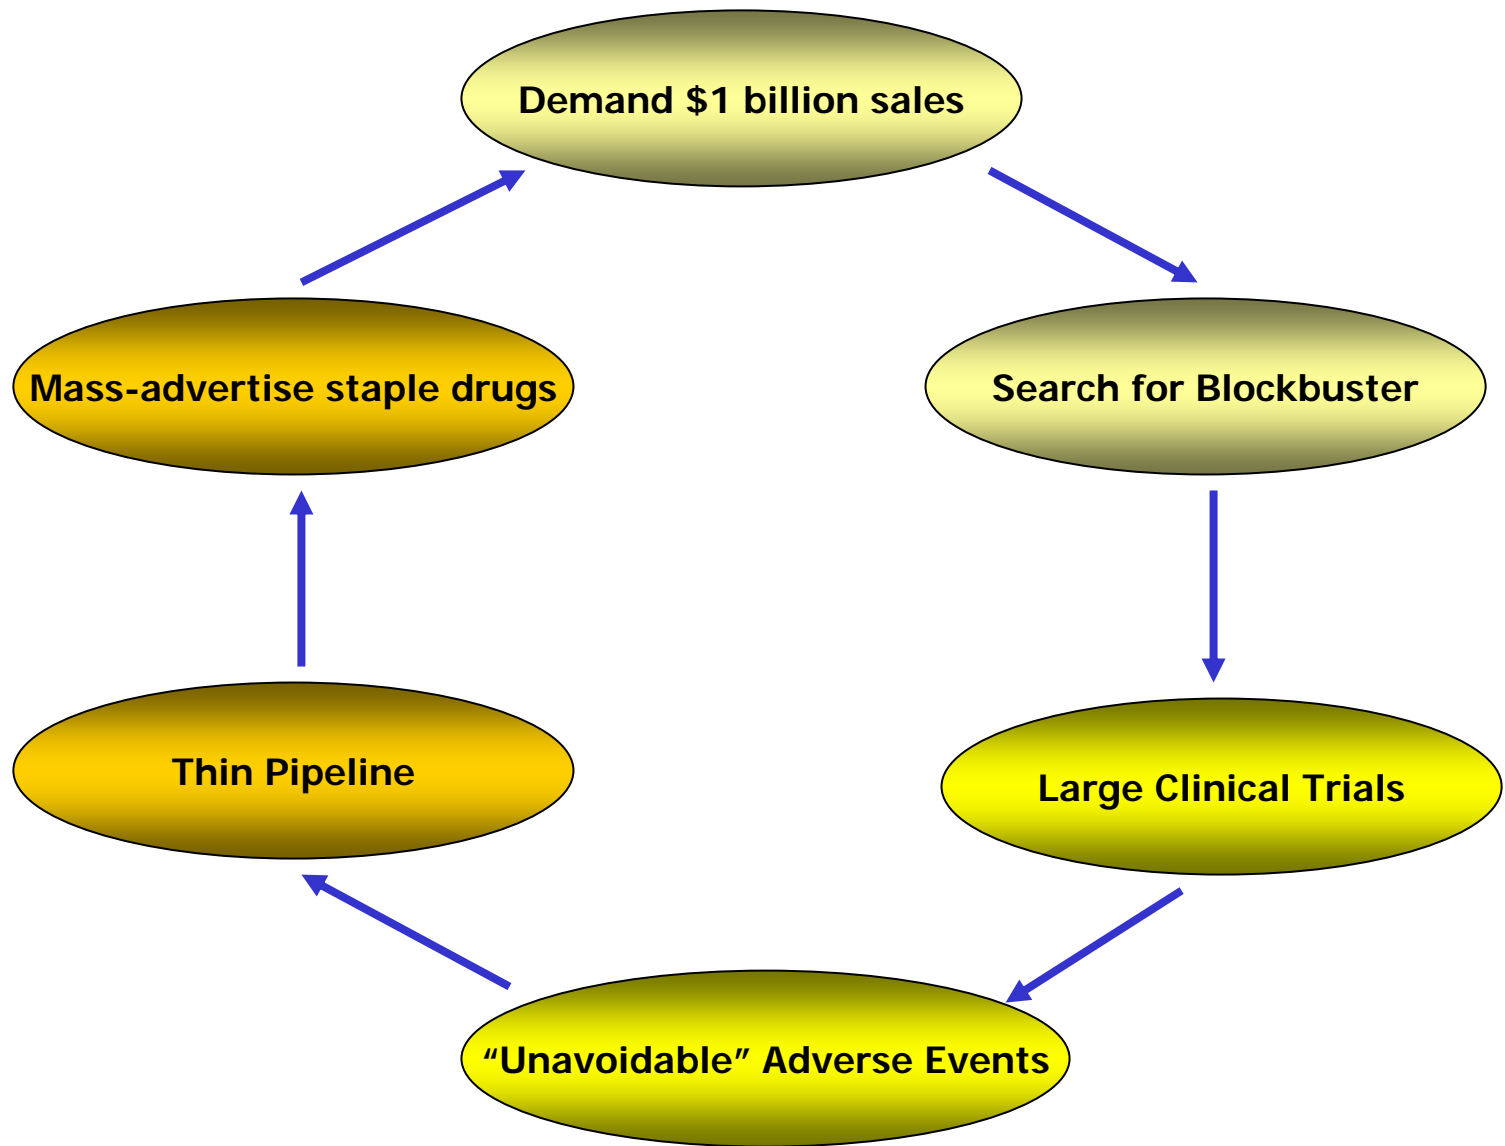 Demand $1 billion sales
Mass-advertise staple drugs
Search for Blockbuster
Thin Pipeline
Large Clinical Trials
“Unavoidable” Adverse Events